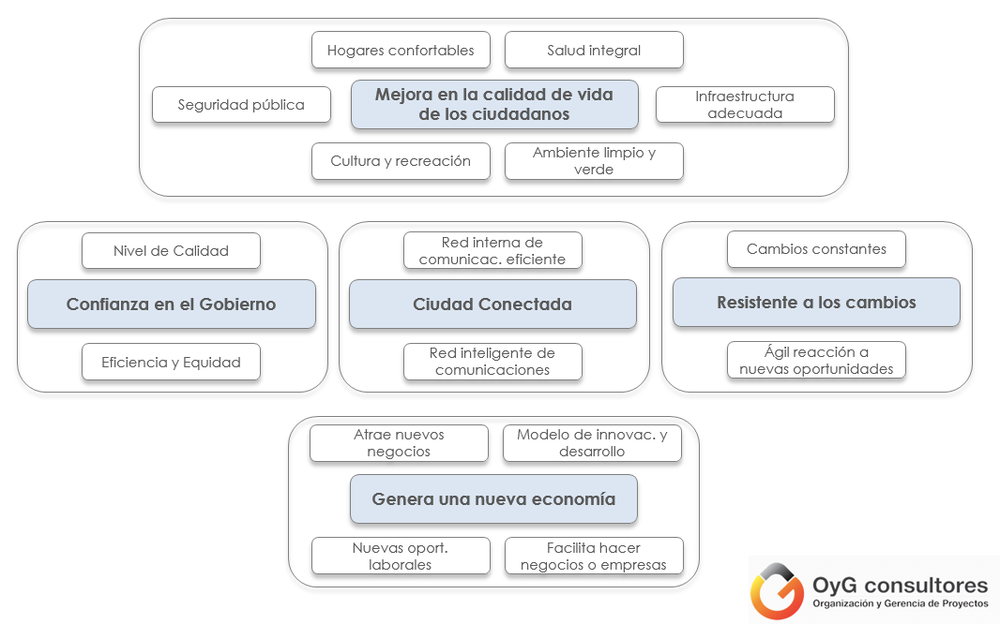 Hogares confortables
Salud integral
Seguridad pública
Mejora en la calidad de vida
de los ciudadanos
Infraestructura
adecuada
Cultura y recreación
Ambiente limpio y
verde
Nivel de Calidad
Confianza en el Gobierno
Eficiencia y Equidad
Red interna de
comunicac. eficiente
Ciudad Conectada
Red inteligente de
comunicaciones
Cambios constantes
Resistente a los cambios
Ágil reacción a
nuevas oportunidades
Atrae nuevos
negocios
Modelo de innovac. y
desarrollo
Genera una nueva economía
Nuevas oport.
laborales
Facilita hacer
negocios o empresas
OyG consultores
Organización y Gerencia de Proyectos